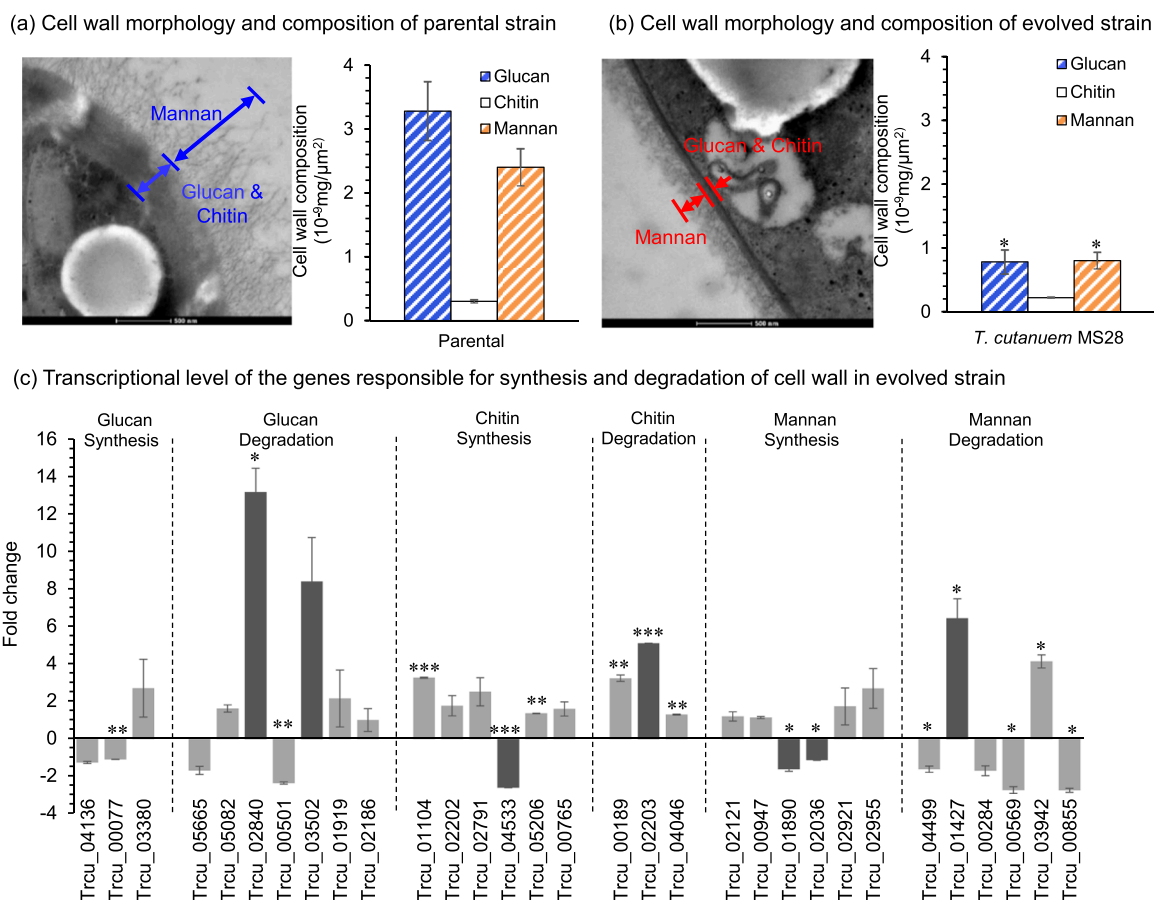 (a) Cell wall morphology and composition of parental strain
Mannan
Glucan &
Chitin
500 nm
Cell wall composition
(10⁻⁹mg/μm²)
4
3
2
1
0
Glucan
Chitin
Mannan
Parental
(b) Cell wall morphology and composition of evolved strain
Glucan & Chitin
Mannan
500 nm
Cell wall composition
(10⁻⁹mg/μm²)
4
3
2
1
0
Glucan
Chitin
Mannan
*
*
T. cutanuem MS28
(c) Transcriptional level of the genes responsible for synthesis and degradation of cell wall in evolved strain
Glucan
Synthesis
Glucan
Degradation
Chitin
Synthesis
Chitin
Degradation
Mannan
Synthesis
Mannan
Degradation
Fold change
16
14
12
10
8
6
4
2
0
-2
-4
**
*
**
***
***
**
**
***
**
*
*
*
*
*
*
*
Trcu_04136
Trcu_00077
Trcu_03380
Trcu_05665
Trcu_05082
Trcu_02840
Trcu_00501
Trcu_03502
Trcu_01919
Trcu_02186
Trcu_01104
Trcu_02202
Trcu_02791
Trcu_04533
Trcu_05206
Trcu_00765
Trcu_00189
Trcu_02203
Trcu_04046
Trcu_02121
Trcu_00947
Trcu_01890
Trcu_02036
Trcu_02921
Trcu_02955
Trcu_04499
Trcu_01427
Trcu_00284
Trcu_00569
Trcu_03942
Trcu_00855